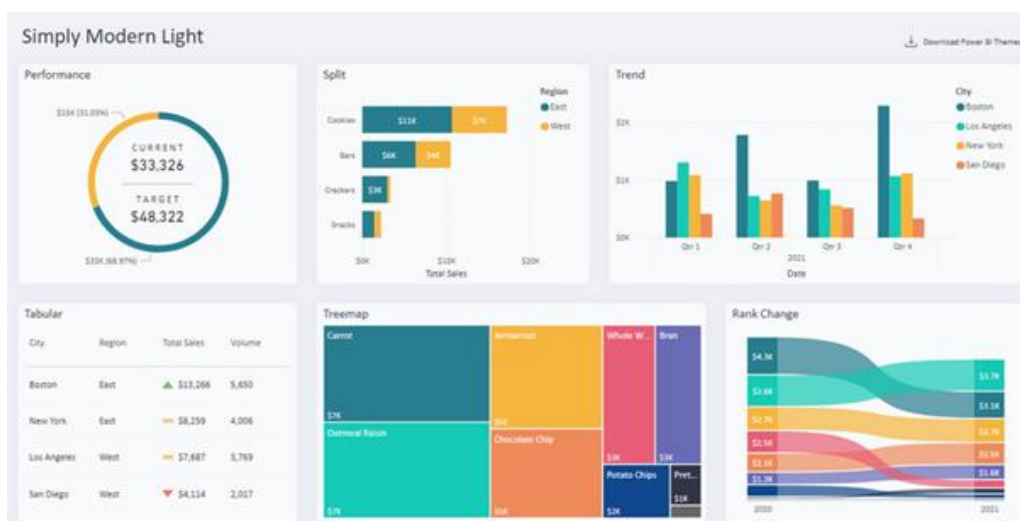 Simply Modern Light
Download Power BI Themes
Performance
$15K (31.03%)
CURRENT
$33,326
TARGET
$48,322
$33K (68.97%)
Split
Region
East
West
Cookies
$11K
$7K
Bars
$6K
$4K
Crackers
$3K
Snacks
$0K
$10K
$20K
Total Sales
Trend
City
Boston
Los Angeles
New York
San Diego
$2K
$1K
$0K
Qtr 1
Qtr 2
Qtr 3
Qtr 4
2021
Date
Tabular
City Region Total Sales Volume
Boston East $13,266 5,650
New York East $8,259 4,006
Los Angeles West $7,687 3,769
San Diego West $4,114 2,017
Treemap
Carrot
$7K
Oatmeal Raisin
$7K
Arrowroot
Chocolate Chip
$5K
Whole W...
$3K
Bran
$3K
Potato Chips
$2K
Pret...
$1K
Rank Change
$4.3K
$3.6K
$2.7K
$2.5K
$1.3K
$3.7K
$3.1K
$2.5K
$1.6K
2020
2021